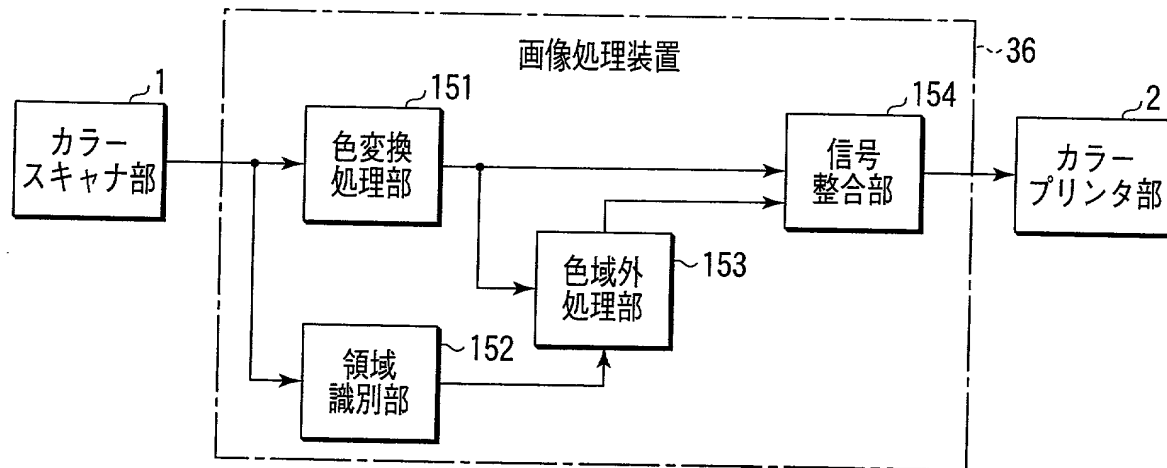 画像処理装置
36
1
カラー
スキャナ部
151
色変換
処理部
154
信号
整合部
2
カラー
プリンタ部
153
色域外
処理部
152
領域
識別部